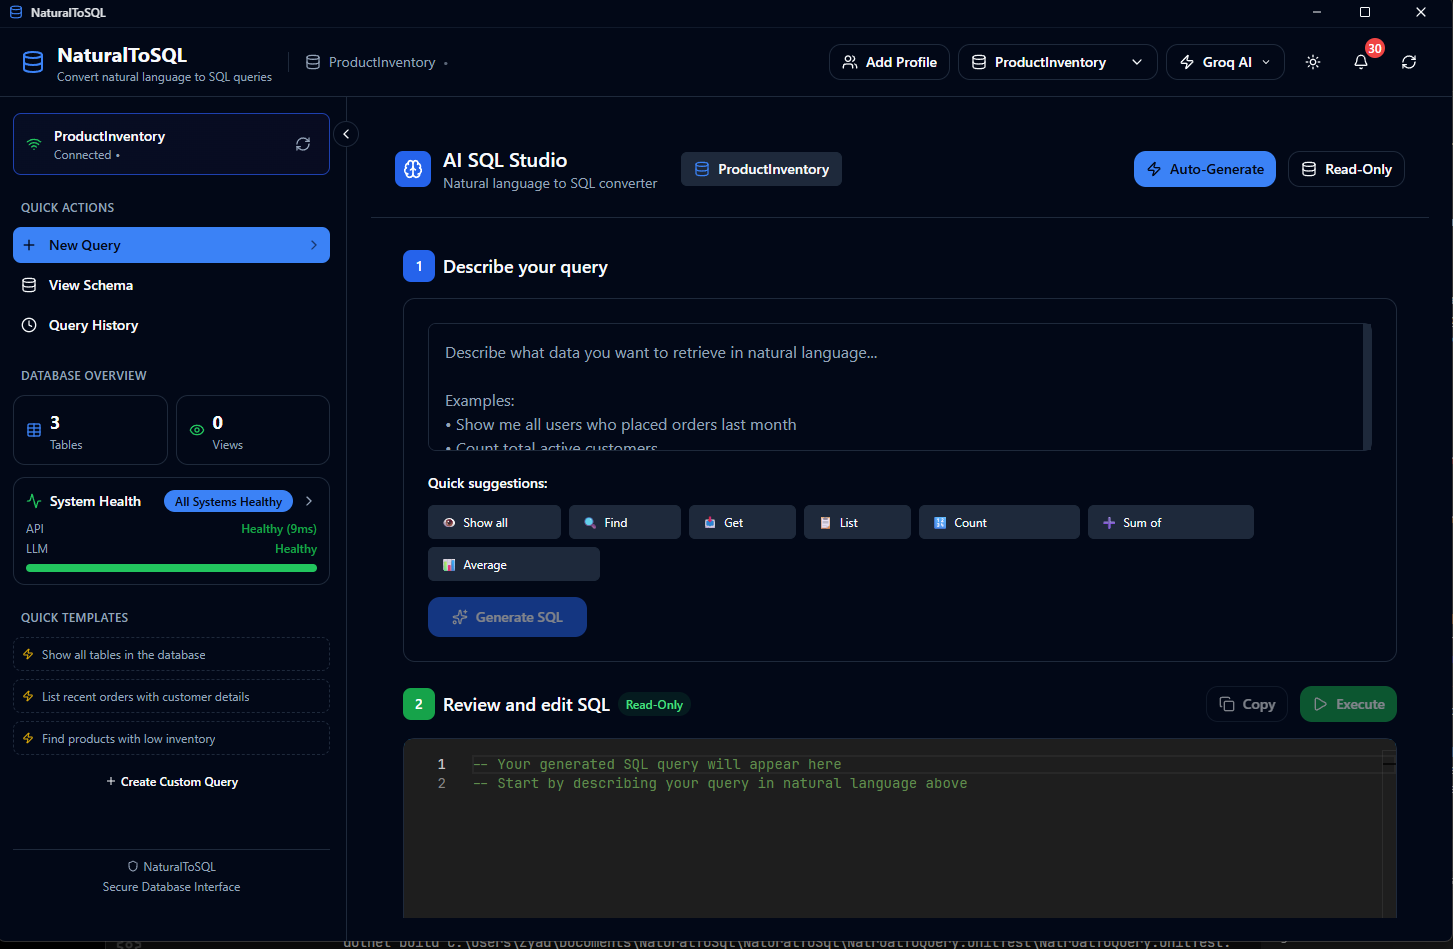 NaturalToSQL
NaturalToSQL
Convert natural language to SQL queries
ProductInventory •
Add Profile
ProductInventory
Groq AI
30
ProductInventory
Connected •
QUICK ACTIONS
New Query
View Schema
Query History
DATABASE OVERVIEW
3
Tables
0
Views
System Health
All Systems Healthy
API
Healthy (9ms)
LLM
Healthy
QUICK TEMPLATES
Show all tables in the database
List recent orders with customer details
Find products with low inventory
+ Create Custom Query
NaturalToSQL
Secure Database Interface
AI SQL Studio
Natural language to SQL converter
ProductInventory
Auto-Generate
Read-Only
1
Describe your query
Describe what data you want to retrieve in natural language...
Examples:
• Show me all users who placed orders last month
• Count total active customers
Quick suggestions:
Show all
Find
Get
List
Count
Sum of
Average
Generate SQL
2
Review and edit SQL
Read-Only
Copy
Execute
1 -- Your generated SQL query will appear here
2 -- Start by describing your query in natural language above